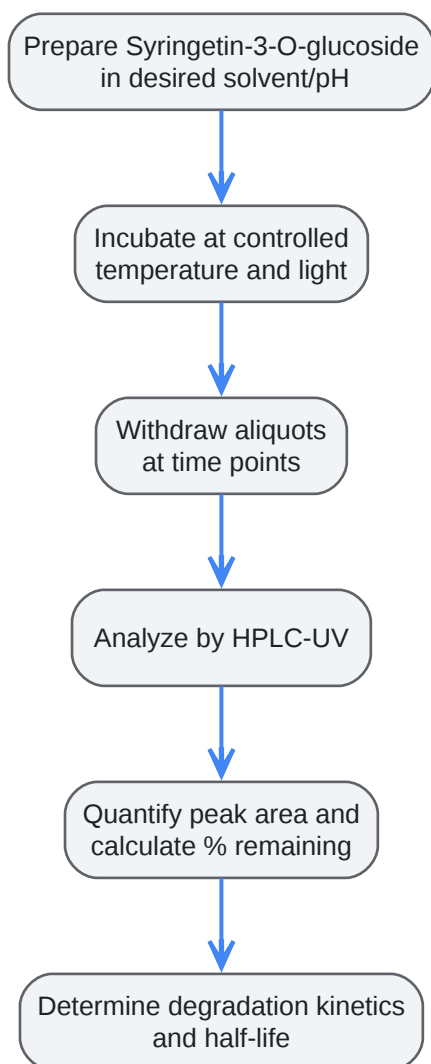 Prepare Syringetin-3-O-glucoside
in desired solvent/pH
Incubate at controlled
temperature and light
Withdraw aliquots
at time points
Analyze by HPLC-UV
Quantify peak area and
calculate % remaining
Determine degradation kinetics
and half-life